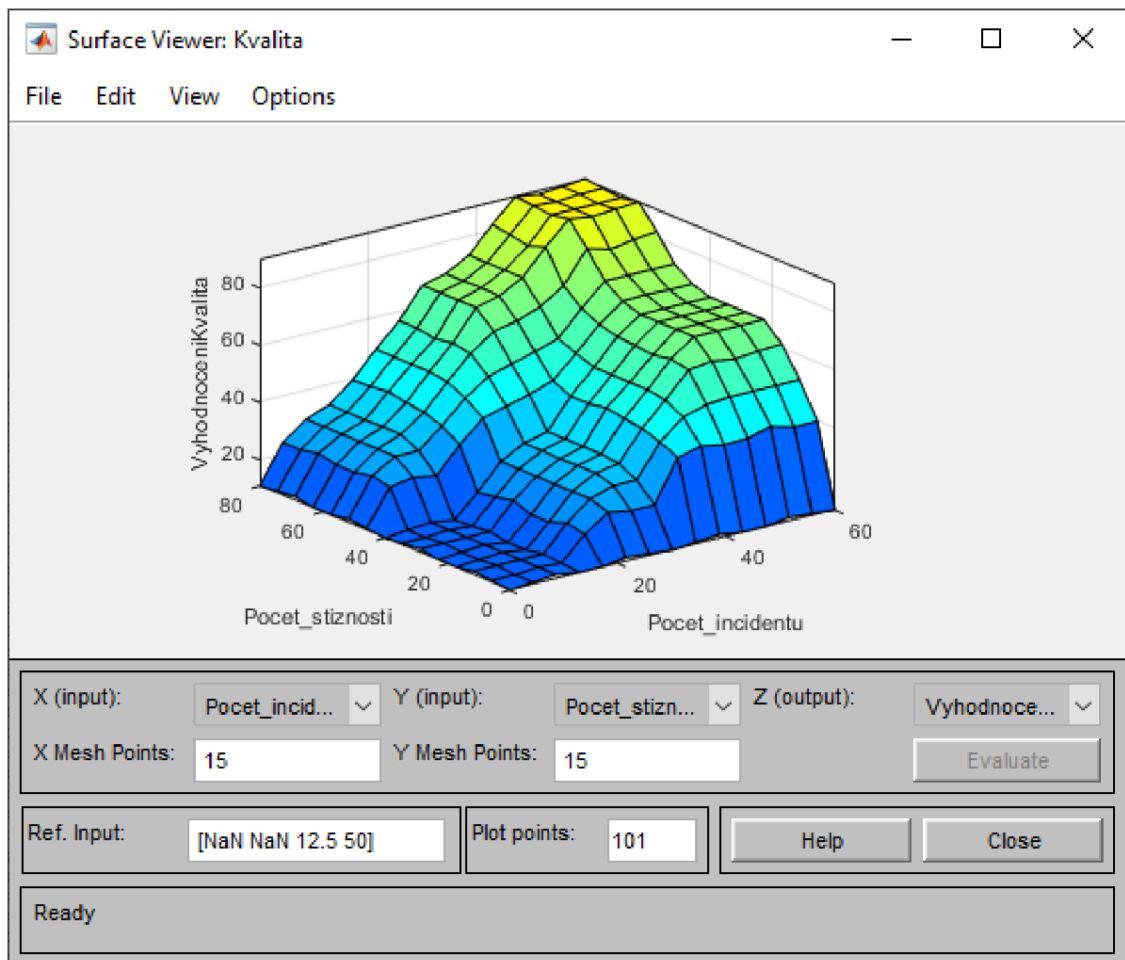 Surface Viewer: Kvalita
File Edit View Options
VyhodnoceniKvalita
80
60
40
20
80
60
40
20
0
0
20
40
60
Pocet_stiznosti
Pocet_incidentu
X (input): Pocet_incid... Y (input): Pocet_stizn... Z (output): Vyhodnoce...
X Mesh Points: 15 Y Mesh Points: 15 Evaluate
Ref. Input: [NaN NaN 12.5 50] Plot points: 101 Help Close
Ready